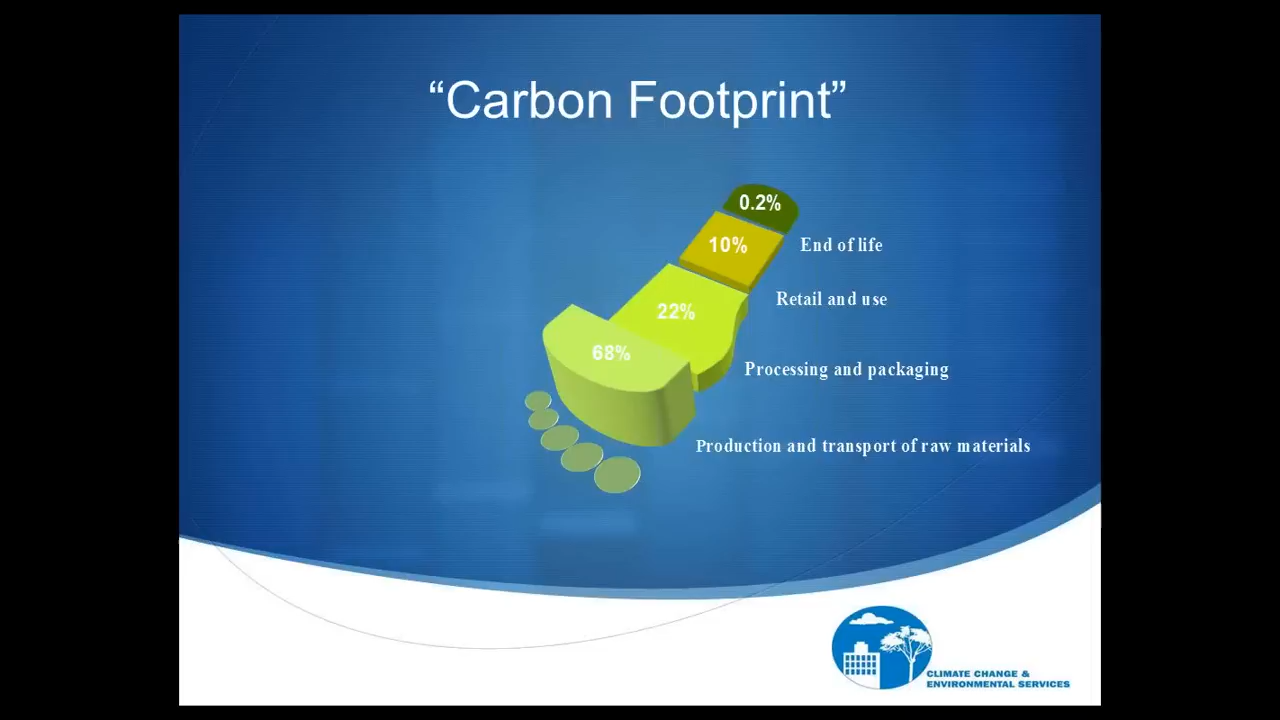 “Carbon Footprint”
0.2%
10%
End of life
Retail and use
22%
68%
Processing and packaging
Production and transport of raw materials
CLIMATE CHANGE &
ENVIRONMENTAL SERVICES